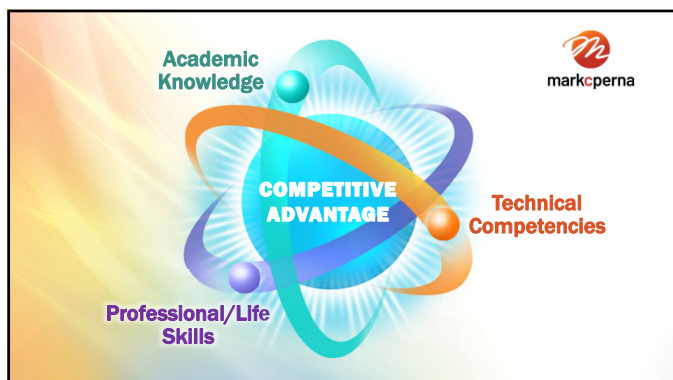 Academic
Knowledge
markcperna
COMPETITIVE
ADVANTAGE
Technical
Competencies
Professional/Life
Skills